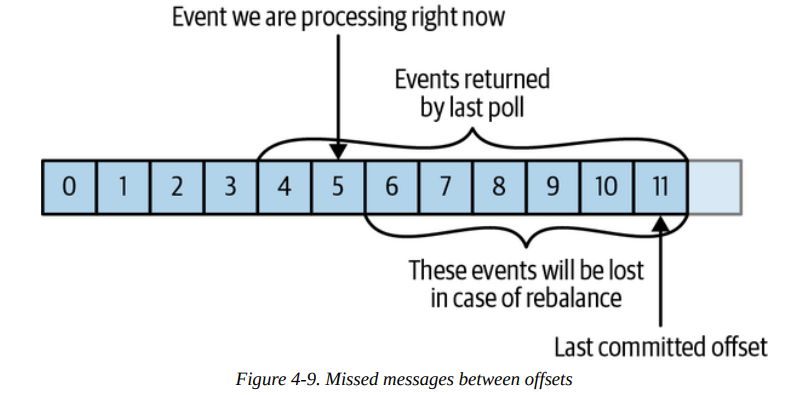 Event we are processing right now
Events returned
by last poll
0 1 2 3 4 5 6 7 8 9 10 11
These events will be lost
in case of rebalance
Last committed offset
Figure 4-9. Missed messages between offsets